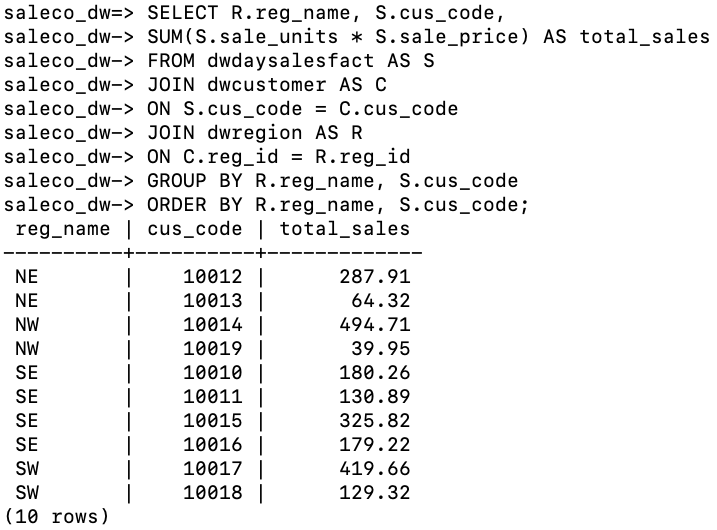 saleco_dw=> SELECT R.reg_name, S.cus_code,
saleco_dw-> SUM(S.sale_units * S.sale_price) AS total_sales
saleco_dw-> FROM dwdaysalesfact AS S
saleco_dw-> JOIN dwcustomer AS C
saleco_dw-> ON S.cus_code = C.cus_code
saleco_dw-> JOIN dwregion AS R
saleco_dw-> ON C.reg_id = R.reg_id
saleco_dw-> GROUP BY R.reg_name, S.cus_code
saleco_dw-> ORDER BY R.reg_name, S.cus_code;
 reg_name | cus_code | total_sales
----------+----------+-------------
 NE       |    10012 |      287.91
 NE       |    10013 |       64.32
 NW       |    10014 |      494.71
 NW       |    10019 |       39.95
 SE       |    10010 |      180.26
 SE       |    10011 |      130.89
 SE       |    10015 |      325.82
 SE       |    10016 |      179.22
 SW       |    10017 |      419.66
 SW       |    10018 |      129.32
(10 rows)